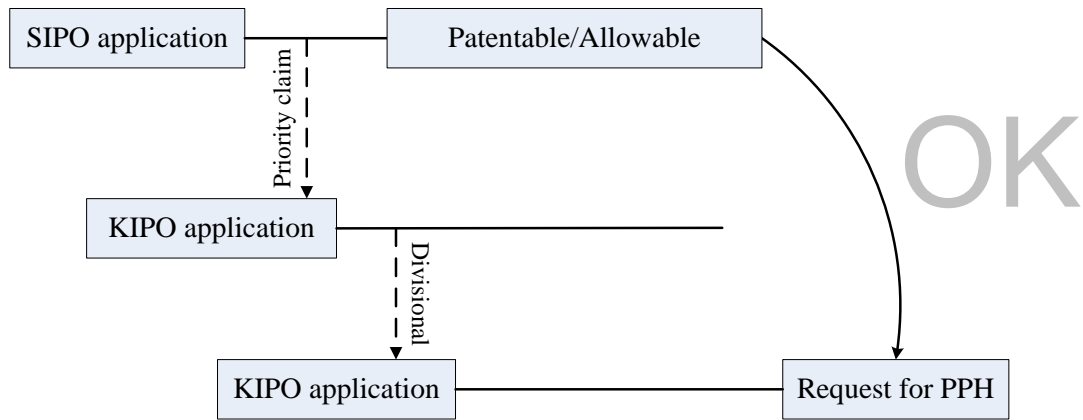 SIPO application
Patentable/Allowable
Priority claim
OK
KIPO application
Divisional
KIPO application
Request for PPH